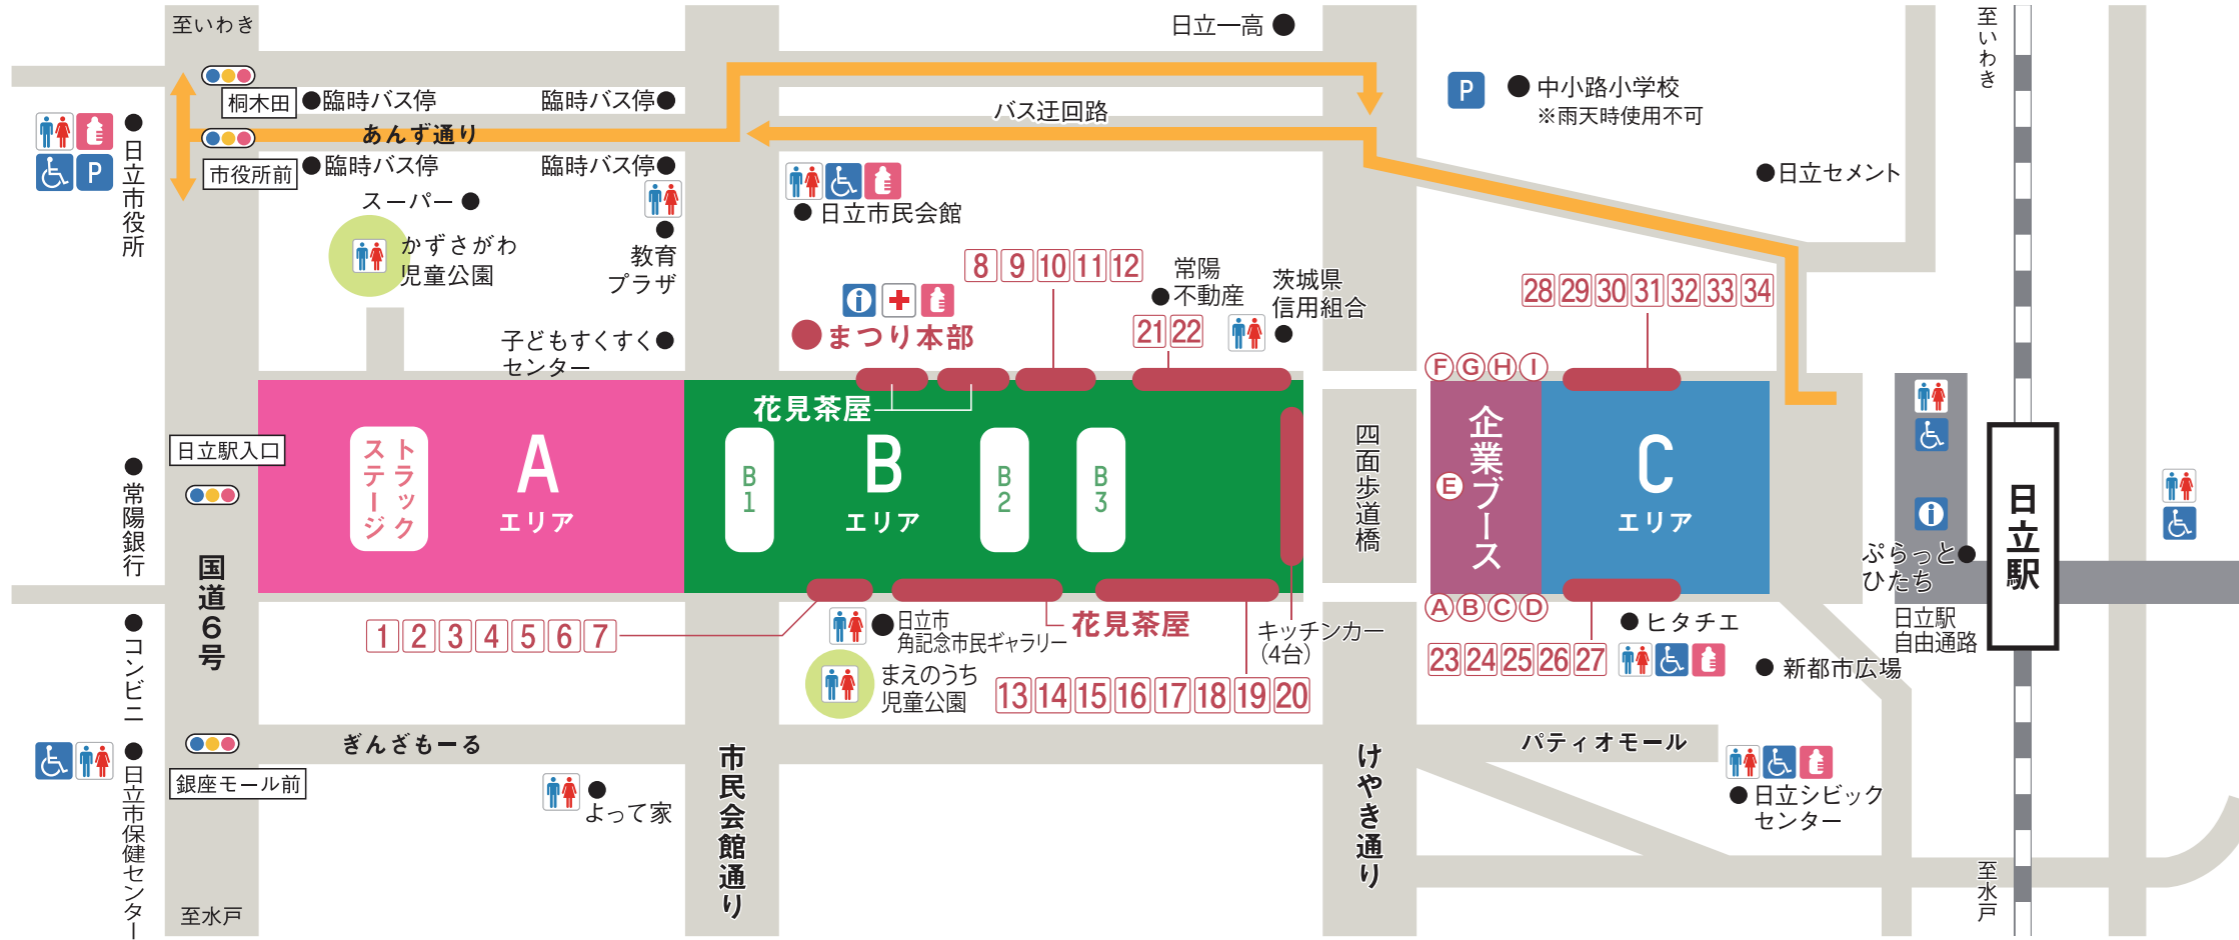 至いわき
日立一高
至いわき
桐木田
臨時バス停
臨時バス停
バス迂回路
P
中小路小学校
※雨天時使用不可
あんず通り
市役所前
臨時バス停
臨時バス停
P
日立市役所
日立セメント
スーパー
日立市民会館
かずさがわ
児童公園
教育
プラザ
8 9 10 11 12
常陽
不動産
茨城県
信用組合
28 29 30 31 32 33 34
まつり本部
21 22
子どもすくすく
センター
F G H I
花見茶屋
日立駅入口
トラック
ステージ
A
エリア
B1
B
エリア
B2
B3
四面歩道橋
企業ブース
E
C
エリア
日立駅
常陽銀行
国道6号
ぷらっと
ひたち
日立駅
自由通路
A B C D
1 2 3 4 5 6 7
日立市
角記念市民ギャラリー
花見茶屋
キッチンカー
(4台)
ヒタチエ
コンビニ
23 24 25 26 27
新都市広場
まえのうち
児童公園
13 14 15 16 17 18 19 20
ぎんざもーる
パティオモール
銀座モール前
日立市保健センター
よって家
市民会館通り
けやき通り
日立シビック
センター
至水戸
至水戸